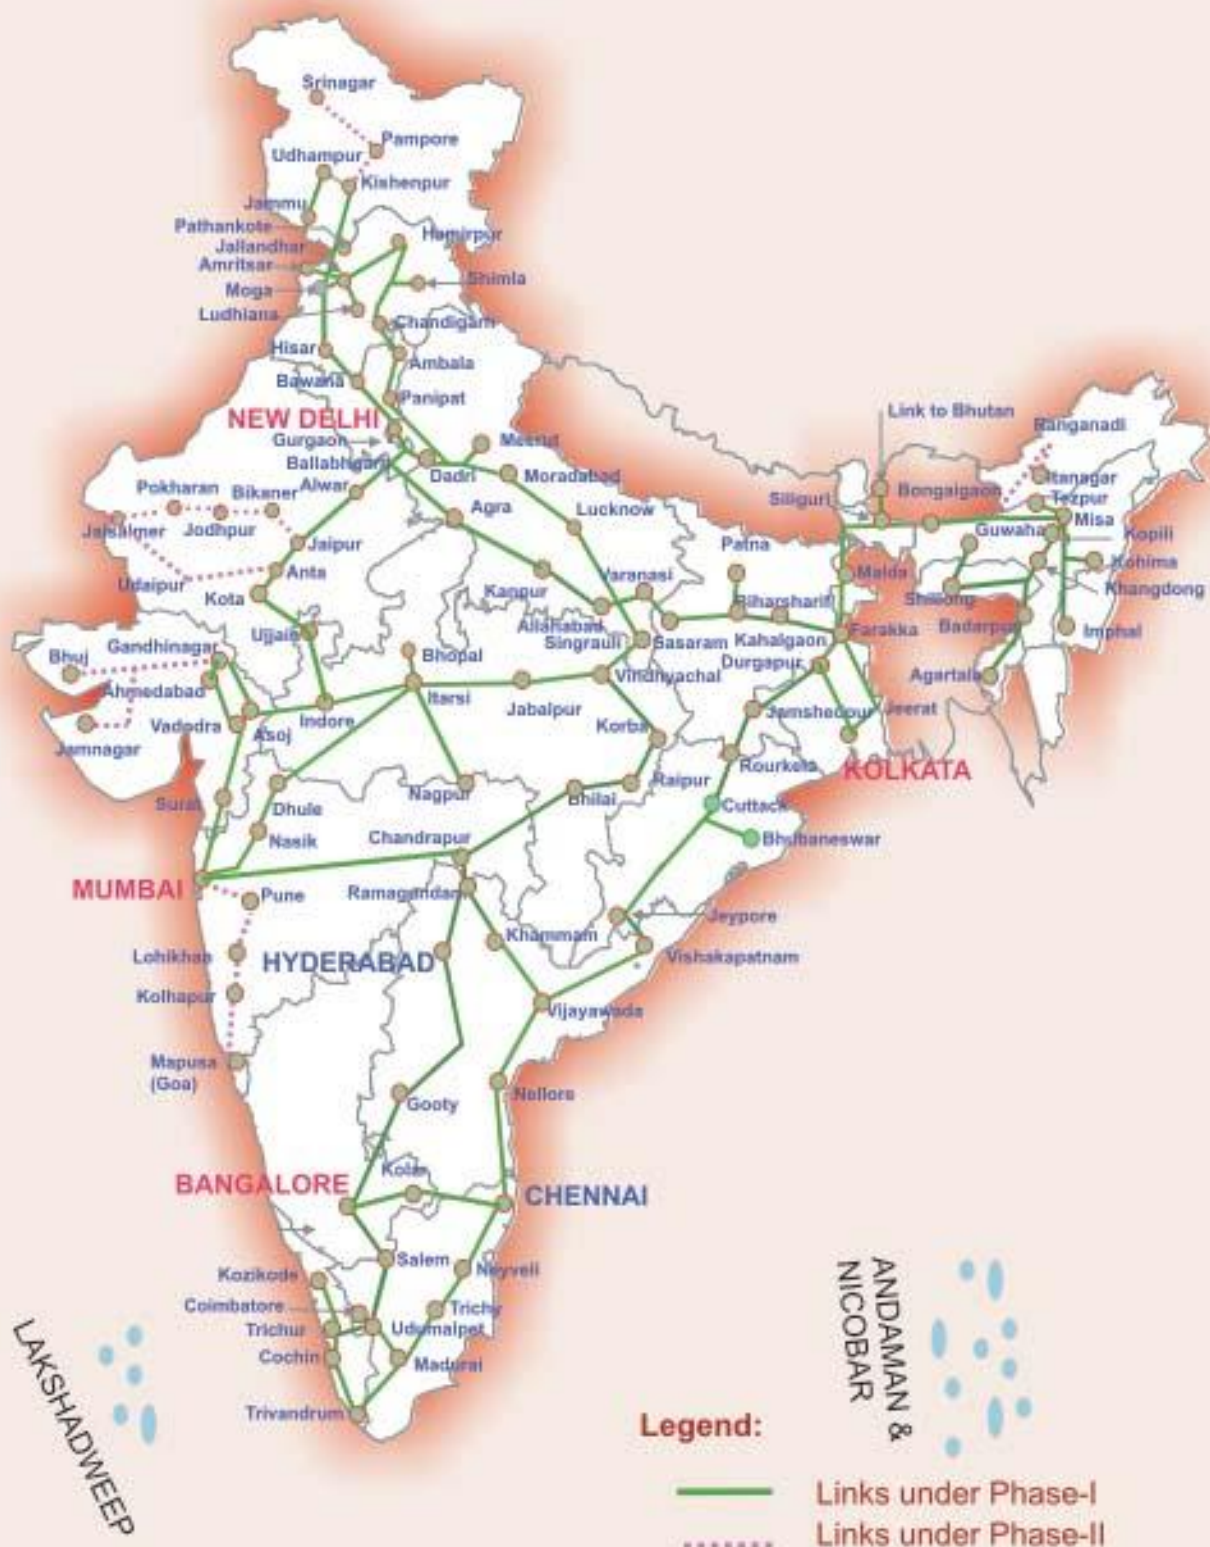 Srinagar
Pampore
Udhampur
Kishenpur
Jammu
Pathankote
Hamirpur
Jallandhar
Amritsar
Shimla
Moga
Ludhiana
Chandigarh
Hisar
Ambala
Bawana
Panipat
NEW DELHI
Link to Bhutan
Ranganadi
Gurgaon
Meerut
Ballabhgarh
Dadri
Moradabad
Itanagar
Alwar
Pokharan
Bikaner
Siliguri
Bongaigaon
Tezpur
Agra
Lucknow
Misa
Jaisalmer
Jodhpur
Guwaha
Kopili
Jaipur
Patna
Kohima
Anta
Varanasi
Malda
Udaipur
Kanpur
Khangdong
Kota
Biharsharif
Shillong
Allahabad
Badarpur
Imphal
Ujjain
Singrauli
Sasaram
Kahalgaon
Farakka
Gandhinagar
Bhuj
Bhopal
Durgapur
Vindhyachal
Agartala
Ahmedabad
Itarsi
Jabalpur
Jamshedpur
Jeerat
Vadodra
Asoj
Indore
Korba
Jamnagar
Rourkela
KOLKATA
Raipur
Surat
Dhule
Nagpur
Bhilai
Cuttack
Nasik
Chandrapur
Bhubaneswar
MUMBAI
Pune
Ramagundam
Jeypore
Khammam
Lohikhan
HYDERABAD
Vishakapatnam
Kolhapur
Vijayawada
Mapusa
(Goa)
Nellore
Gooty
Kolar
BANGALORE
CHENNAI
Salem
Neyveli
Kozikode
Coimbatore
Trichy
Trichur
Udumalpet
Cochin
Madurai
Trivandrum
LAKSHADWEEP
ANDAMAN &
NICOBAR
Legend:
Links under Phase-I
Links under Phase-II